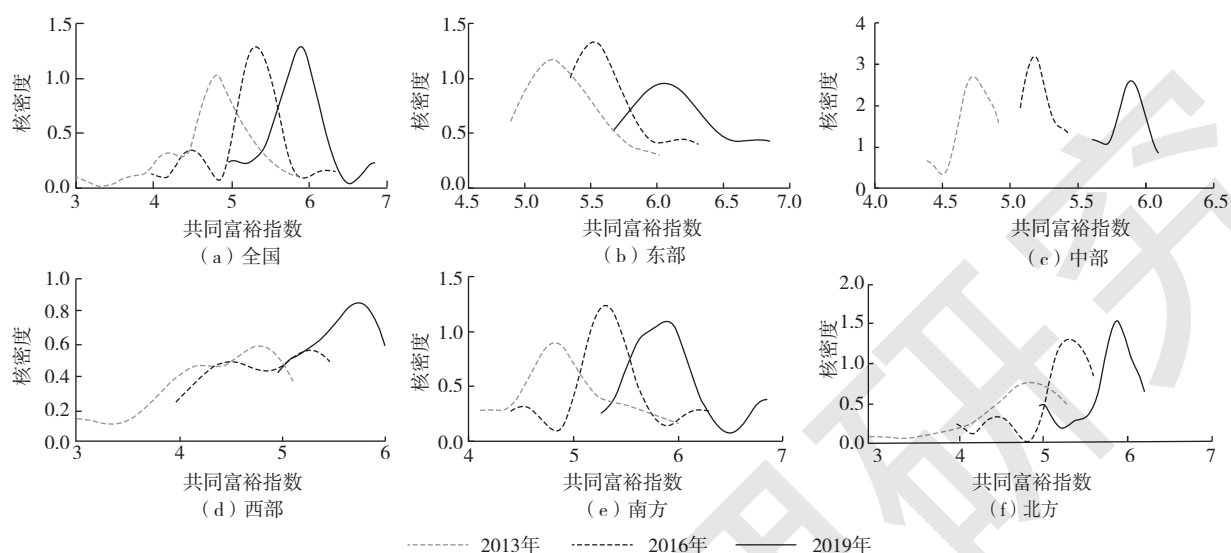 1.5
1.0
0.5
0.0
核密度
3 4 5 6 7
共同富裕指数
(a)全国
1.5
1.0
0.5
0.0
核密度
4.5 5.0 5.5 6.0 6.5 7.0
共同富裕指数
(b)东部
4
3
2
1
0
核密度
4.0 4.5 5.0 5.5 6.0 6.5
共同富裕指数
(c)中部
1.0
0.8
0.6
0.4
0.2
0.0
核密度
3 4 5 6
共同富裕指数
(d)西部
1.5
1.0
0.5
0.0
核密度
4 5 6 7
共同富裕指数
(e)南方
2.0
1.5
1.0
0.5
0.0
核密度
3 4 5 6 7
共同富裕指数
(f)北方
2013年 2016年 2019年
研究